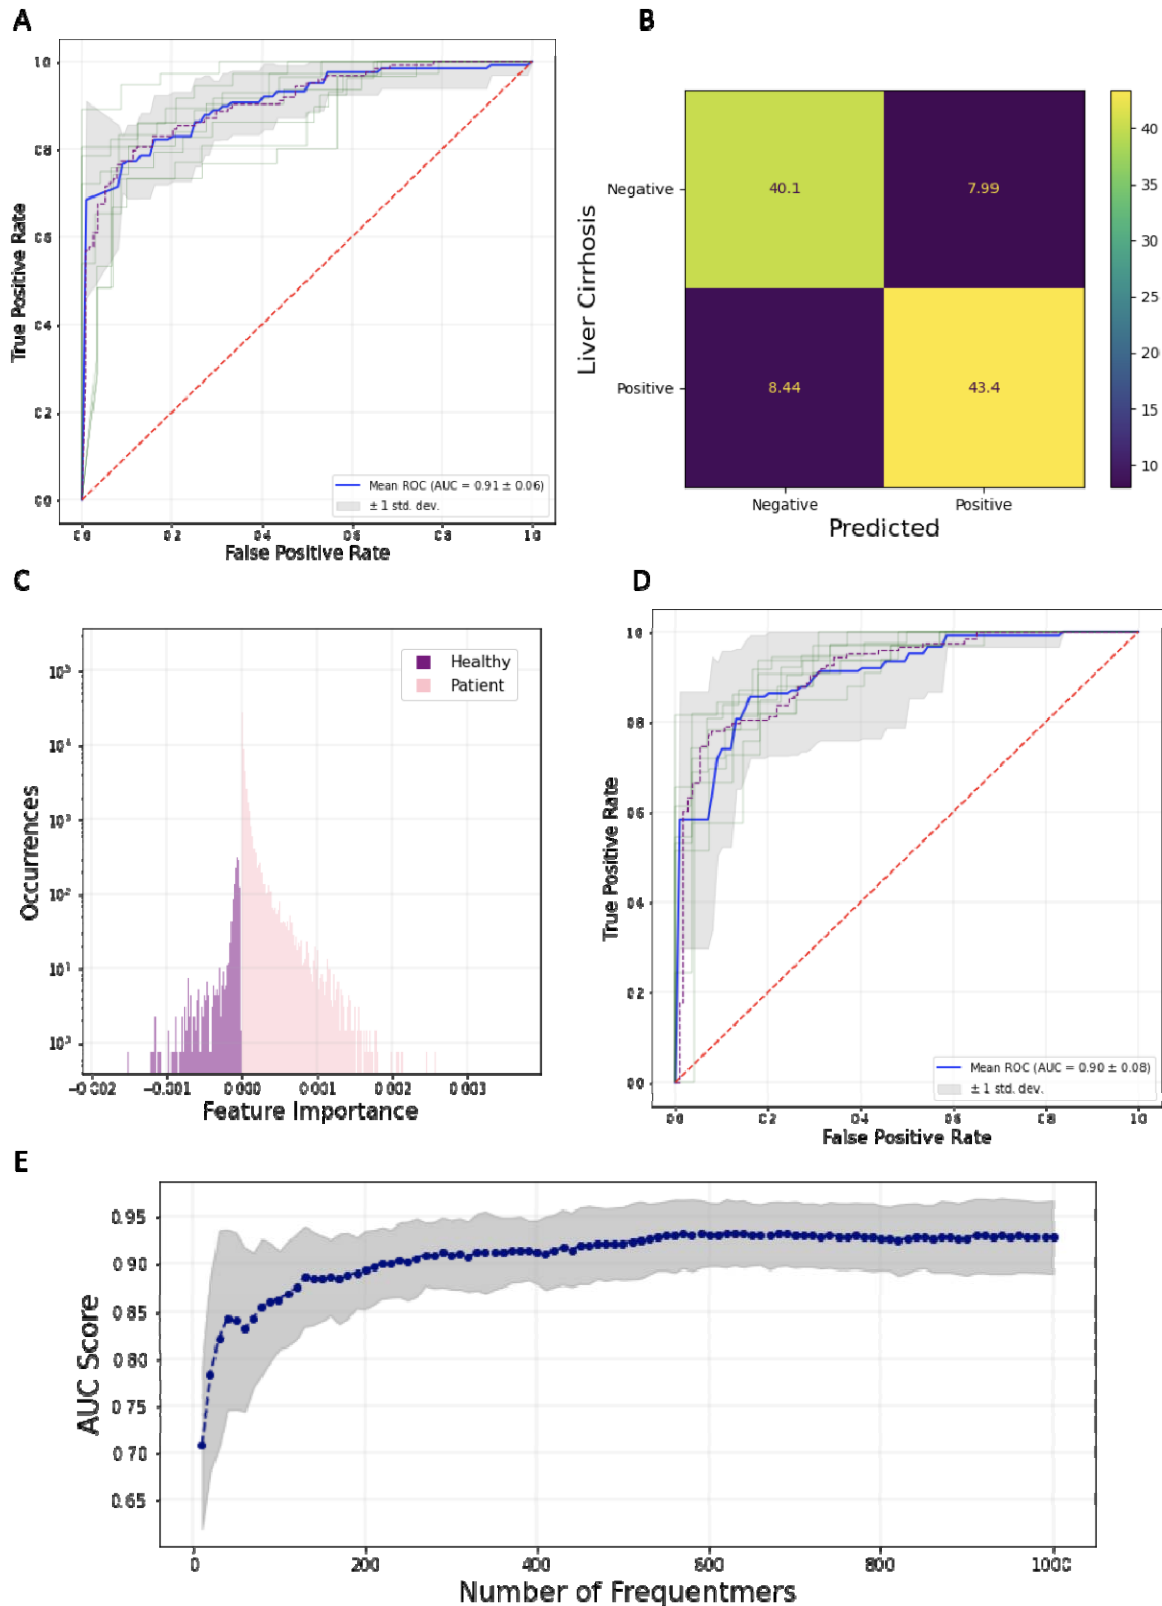 A
1.0
0.8
0.6
0.4
0.2
0.0
True Positive Rate
0.0 0.2 0.4 0.6 0.8 1.0
False Positive Rate
Mean ROC (AUC = 0.91 ± 0.06)
± 1 std. dev.
B
Liver Cirrhosis
Negative
Positive
40.1 7.99
8.44 43.4
Negative Positive
Predicted
40
35
30
25
20
15
10
C
Healthy
Patient
Occurrences
10⁵
10⁴
10³
10²
10¹
10⁰
−0.002 −0.001 0.000 0.001 0.002 0.003
Feature Importance
D
1.0
0.8
0.6
0.4
0.2
0.0
True Positive Rate
0.0 0.2 0.4 0.6 0.8 1.0
False Positive Rate
Mean ROC (AUC = 0.90 ± 0.08)
± 1 std. dev.
E
AUC Score
0.95
0.90
0.85
0.80
0.75
0.70
0.65
0 200 400 600 800 1000
Number of Frequentmers